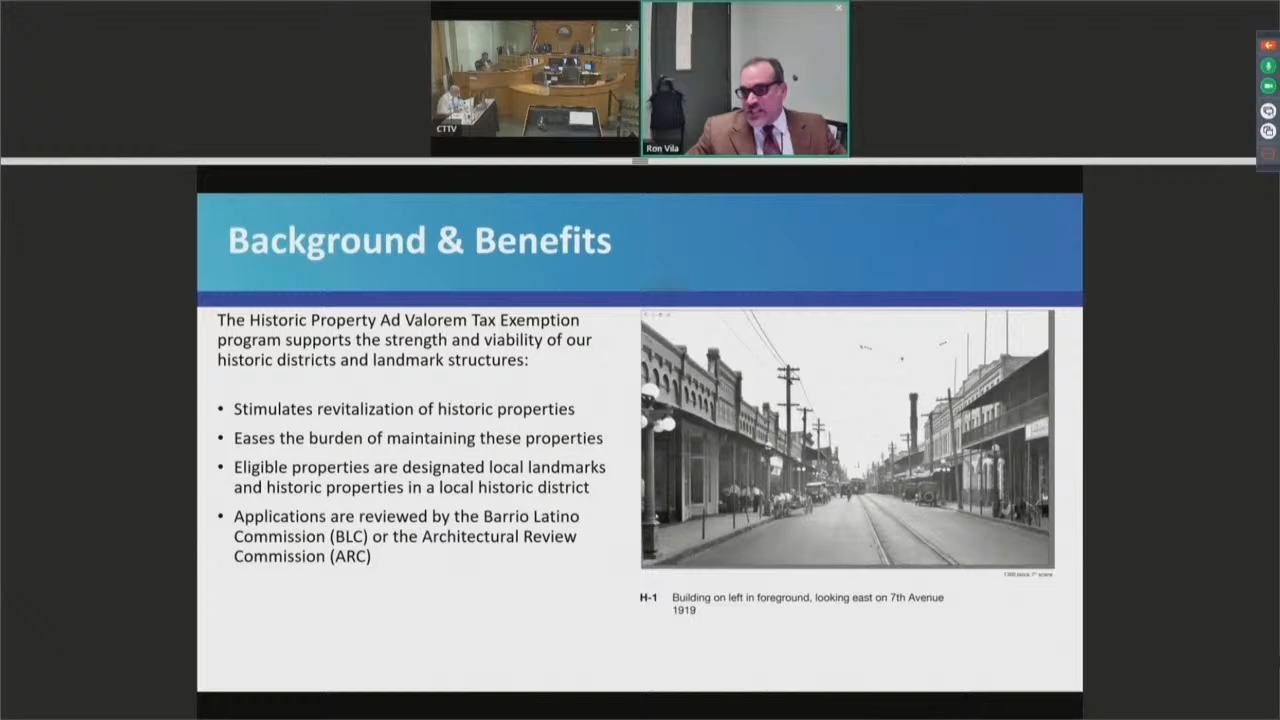 CTTV
Ron Vila
Background & Benefits
The Historic Property Ad Valorem Tax Exemption
program supports the strength and viability of our
historic districts and landmark structures:
• Stimulates revitalization of historic properties
• Eases the burden of maintaining these properties
• Eligible properties are designated local landmarks
and historic properties in a local historic district
• Applications are reviewed by the Barrio Latino
Commission (BLC) or the Architectural Review
Commission (ARC)
H-1 Building on left in foreground, looking east on 7th Avenue
1919